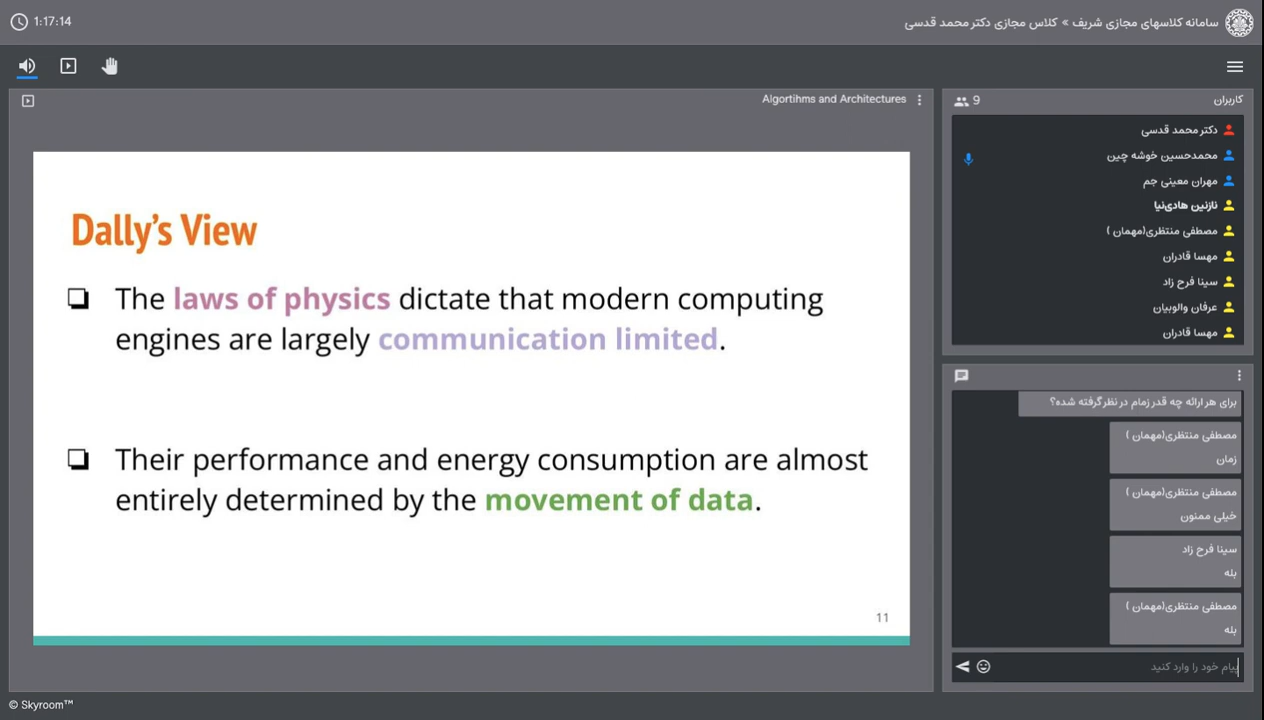 1:17:14
سامانه کلاسهای مجازی شریف » کلاس مجازی دکتر محمد قدسی
Algortihms and Architectures
Dally's View
The laws of physics dictate that modern computing
engines are largely communication limited.
Their performance and energy consumption are almost
entirely determined by the movement of data.
11
کاربران
9
دکتر محمد قدسی
محمدحسین خوشه چین
مهران معینی جم
نازنین هادی‌نیا
مصطفی منتظری(مهمان )
مهسا قادران
سینا فرح زاد
عرفان والوبیان
مهسا قادران
برای هر ارائه چه قدر زمام در نظر گرفته شده؟
مصطفی منتظری(مهمان )
زمان
مصطفی منتظری(مهمان )
خیلی ممنون
سینا فرح زاد
بله
مصطفی منتظری(مهمان )
بله
پیام خود را وارد کنید
© Skyroom™